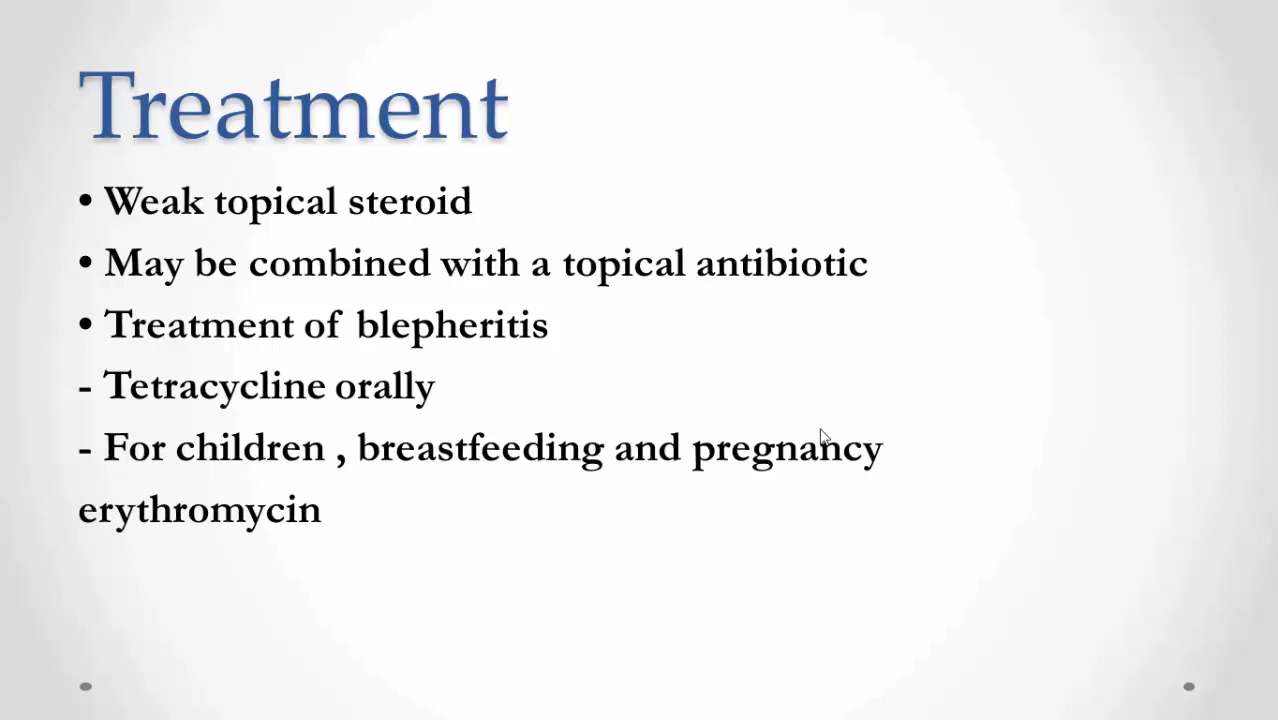 Treatment
• Weak topical steroid
• May be combined with a topical antibiotic
• Treatment of blepheritis
- Tetracycline orally
- For children , breastfeeding and pregnancy
erythromycin